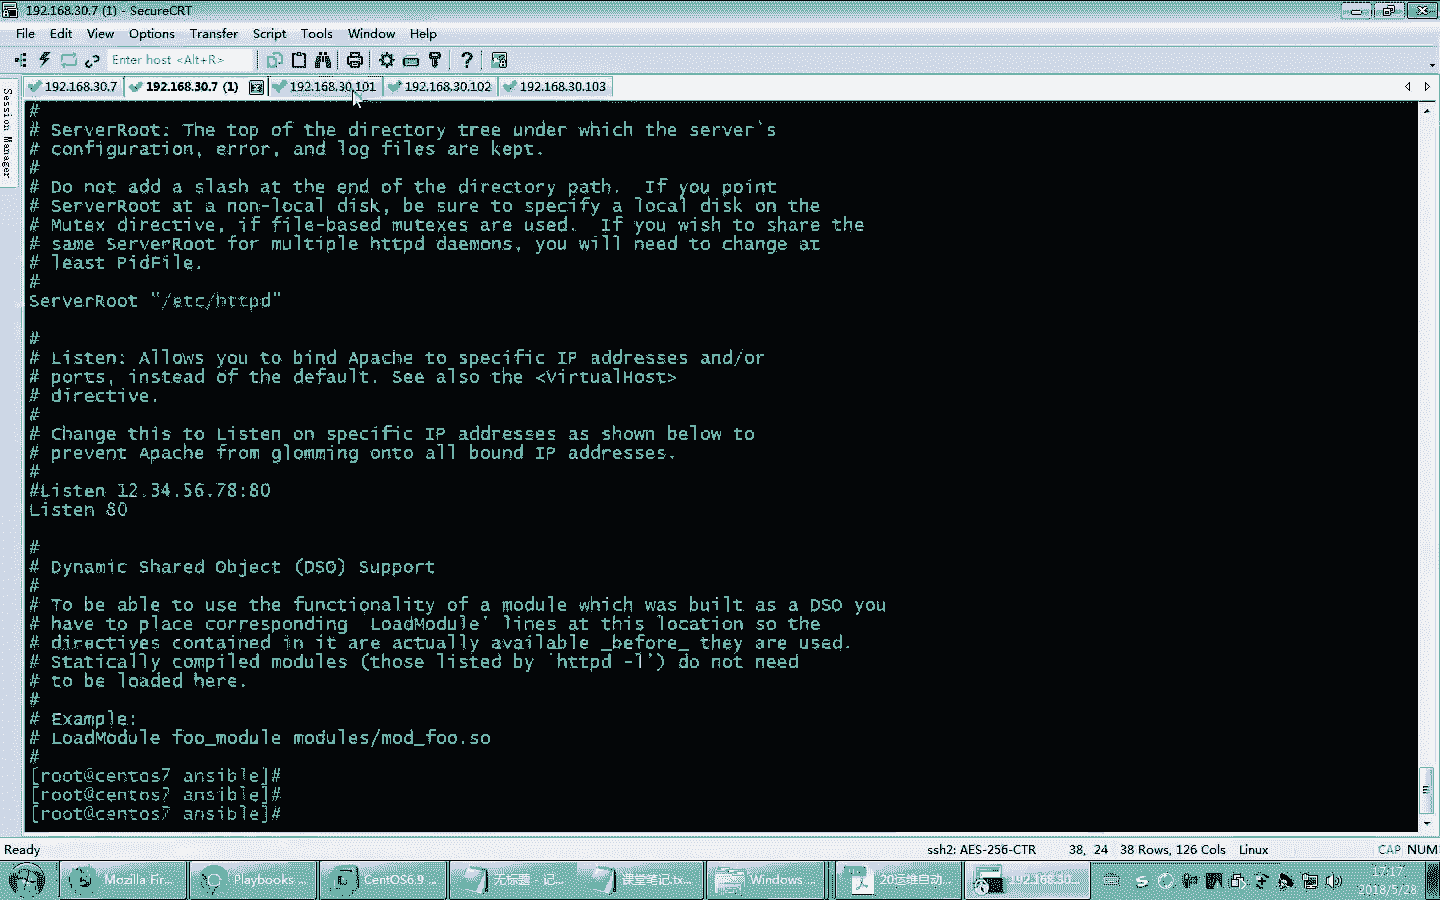 192.168.30.7 (1) - SecureCRT
File Edit View Options Transfer Script Tools Window Help
Enter host <Alt+R>
192.168.30.7 192.168.30.7 (1) 192.168.30.101 192.168.30.102 192.168.30.103
Session Manager
#
# ServerRoot: The top of the directory tree under which the server's
# configuration, error, and log files are kept.
#
# Do not add a slash at the end of the directory path.  If you point
# ServerRoot at a non-local disk, be sure to specify a local disk on the
# Mutex directive, if file-based mutexes are used.  If you wish to share the
# same ServerRoot for multiple httpd daemons, you will need to change at
# least PidFile.
#
ServerRoot "/etc/httpd"
#
# Listen: Allows you to bind Apache to specific IP addresses and/or
# ports, instead of the default. See also the <VirtualHost>
# directive.
#
# Change this to Listen on specific IP addresses as shown below to
# prevent Apache from glomming onto all bound IP addresses.
#
#Listen 12.34.56.78:80
Listen 80
#
# Dynamic Shared Object (DSO) Support
#
# To be able to use the functionality of a module which was built as a DSO you
# have to place corresponding `LoadModule' lines at this location so the
# directives contained in it are actually available _before_ they are used.
# Statically compiled modules (those listed by `httpd -l') do not need
# to be loaded here.
#
# Example:
# LoadModule foo_module modules/mod_foo.so
#
[root@centos7 ansible]#
[root@centos7 ansible]#
[root@centos7 ansible]#
Ready ssh2: AES-256-CTR 38, 24 38 Rows, 126 Cols Linux CAP NUM
Mozilla Fir... Playbooks ... CentOS6.9 ... 无标题 - 记... 课堂笔记.tx... Windows ... 20运维自动... 192.168.30... 17:17
2018/5/28